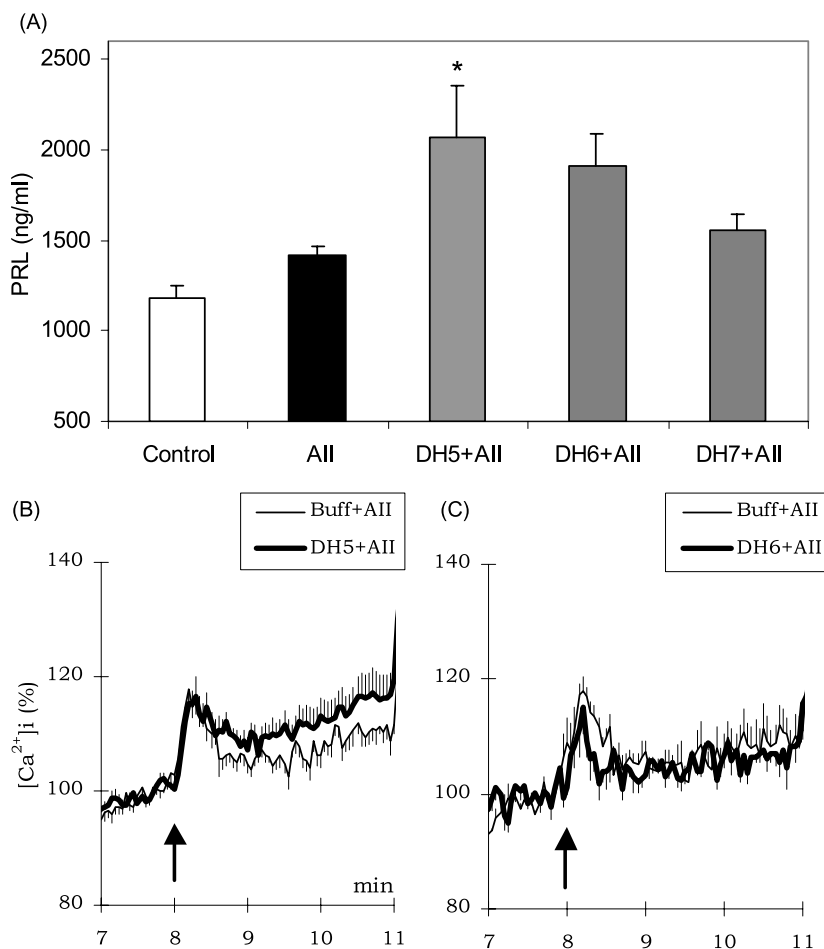 (A)
2500
2000
1500
1000
500
PRL (ng/ml)
*
Control
AII
DH5+AII
DH6+AII
DH7+AII
(B)
Buff+AII
DH5+AII
140
120
100
80
[Ca²⁺]i (%)
min
7
8
9
10
11
(C)
Buff+AII
DH6+AII
140
120
100
80
7
8
9
10
11